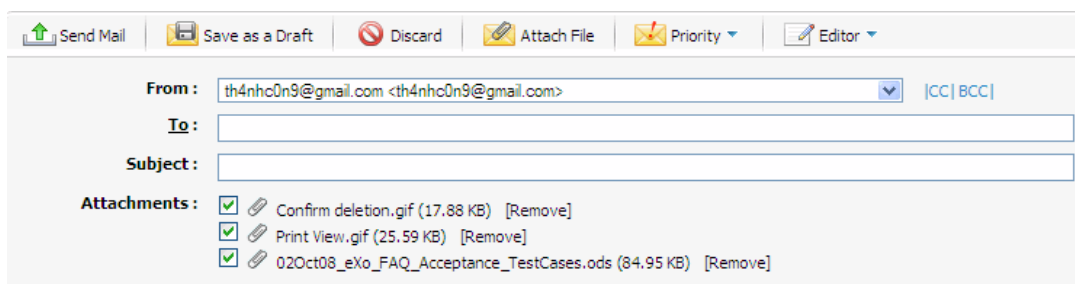 Send Mail Save as a Draft Discard Attach File Priority Editor
From : th4nhc0n9@gmail.com <th4nhc0n9@gmail.com> |CC| BCC|
To :
Subject :
Attachments : Confirm deletion.gif (17.88 KB) [Remove]
Print View.gif (25.59 KB) [Remove]
02Oct08_eXo_FAQ_Acceptance_TestCases.ods (84.95 KB) [Remove]